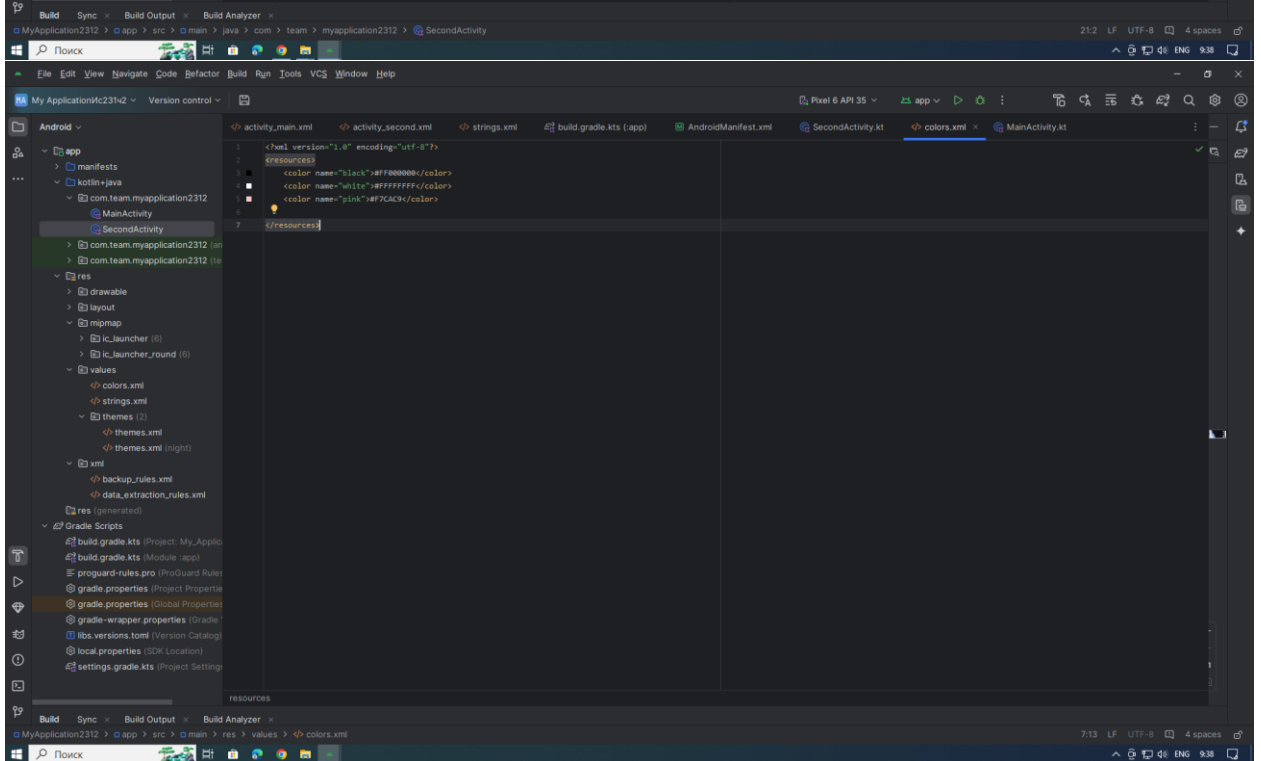 Build Sync × Build Output × Build Analyzer ×
MyApplication2312 > app > src > main > java > com > team > myapplication2312 > SecondActivity 21:2 LF UTF-8 4 spaces
Поиск ENG 9:38
File Edit View Navigate Code Refactor Build Run Tools VCS Window Help
MA My ApplicationИс231ч2 Version control Pixel 6 API 35 app
Android activity_main.xml activity_second.xml strings.xml build.gradle.kts (:app) AndroidManifest.xml SecondActivity.kt colors.xml × MainActivity.kt
app
manifests
kotlin+java
com.team.myapplication2312
MainActivity
SecondActivity
com.team.myapplication2312 (an
com.team.myapplication2312 (te
res
drawable
layout
mipmap
ic_launcher (6)
ic_launcher_round (6)
values
colors.xml
strings.xml
themes (2)
themes.xml
themes.xml (night)
xml
backup_rules.xml
data_extraction_rules.xml
res (generated)
Gradle Scripts
build.gradle.kts (Project: My_Applic
build.gradle.kts (Module :app)
proguard-rules.pro (ProGuard Rules
gradle.properties (Project Propertie
gradle.properties (Global Properties
gradle-wrapper.properties (Gradle
libs.versions.toml (Version Catalog)
local.properties (SDK Location)
settings.gradle.kts (Project Setting
1 <?xml version="1.0" encoding="utf-8"?>
2 <resources>
3 <color name="black">#FF000000</color>
4 <color name="white">#FFFFFFFF</color>
5 <color name="pink">#F7CAC9</color>
6
7 </resources>
resources
Build Sync × Build Output × Build Analyzer ×
MyApplication2312 > app > src > main > res > values > colors.xml 7:13 LF UTF-8 4 spaces
Поиск ENG 9:38